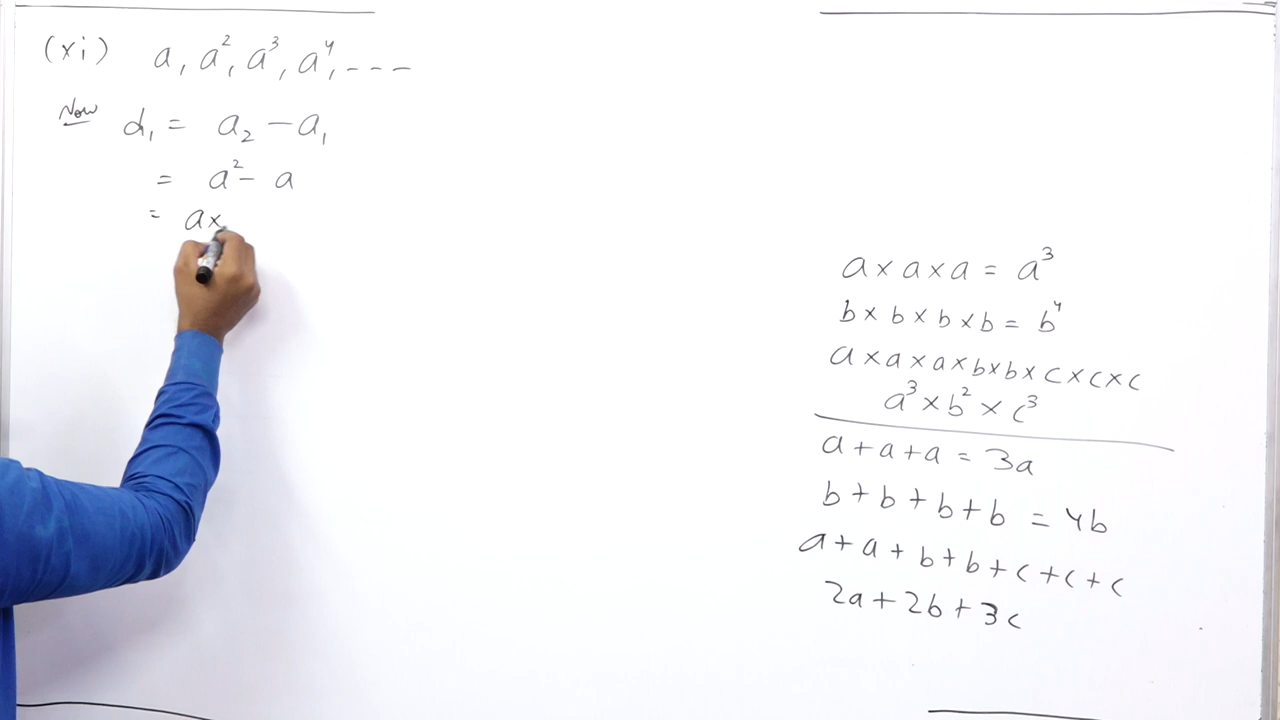 (xi) a, a², a³, a⁴, - - -
Now d₁ = a₂ - a₁
= a² - a
= a×
a × a × a = a³
b × b × b × b = b⁴
a × a × a × b × b × c × c × c
a³ × b² × c³
a + a + a = 3a
b + b + b + b = 4b
a + a + b + b + c + c + c
2a + 2b + 3c